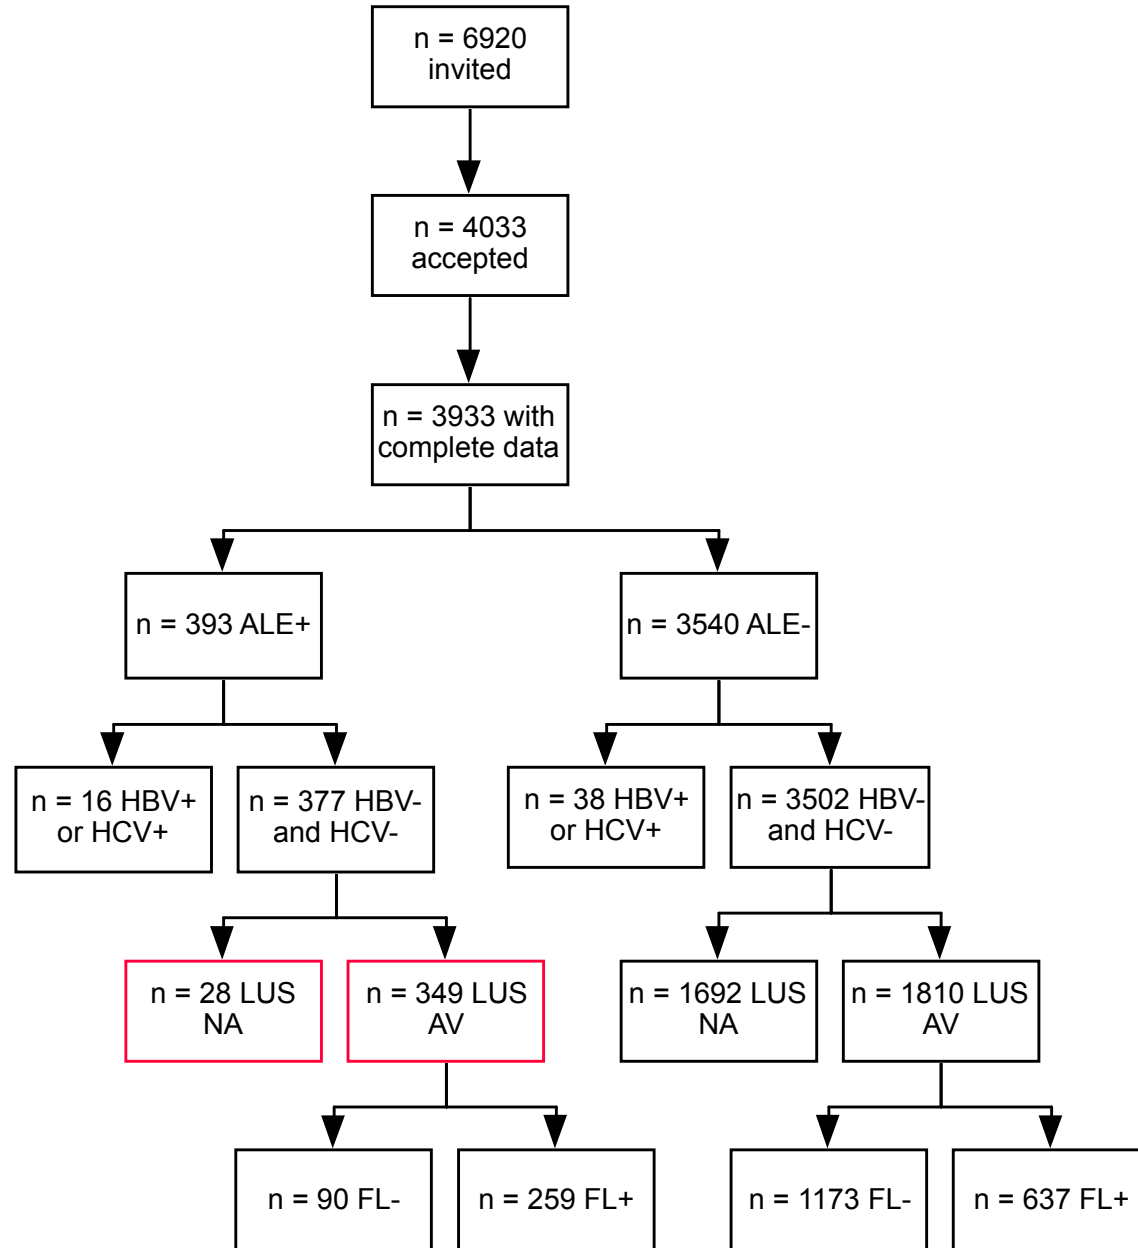 n = 6920
invited
n = 4033
accepted
n = 3933 with
complete data
n = 393 ALE+
n = 3540 ALE-
n = 16 HBV+
or HCV+
n = 377 HBV-
and HCV-
n = 38 HBV+
or HCV+
n = 3502 HBV-
and HCV-
n = 28 LUS
NA
n = 349 LUS
AV
n = 1692 LUS
NA
n = 1810 LUS
AV
n = 90 FL-
n = 259 FL+
n = 1173 FL-
n = 637 FL+